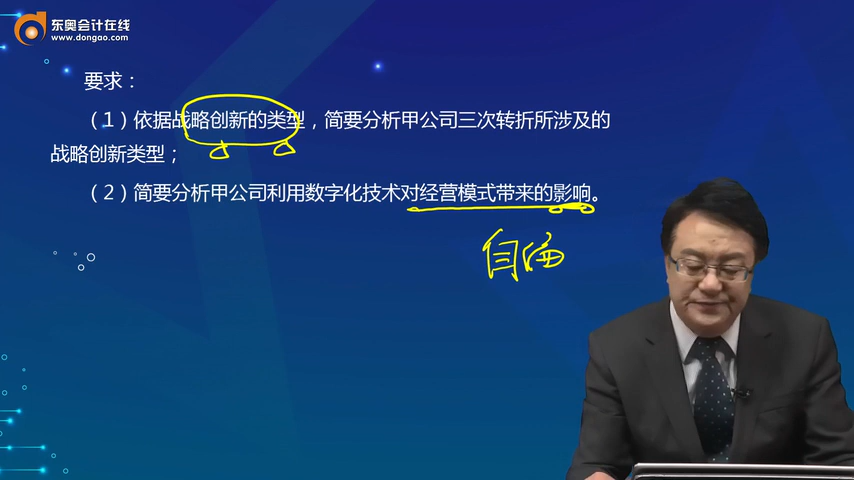 东奥会计在线
www.dongao.com
要求：
（1）依据战略创新的类型，简要分析甲公司三次转折所涉及的
战略创新类型；
（2）简要分析甲公司利用数字化技术对经营模式带来的影响。
自编